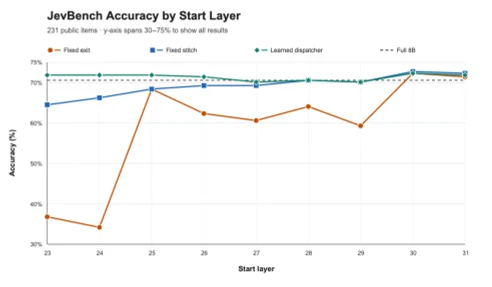 JevBench Accuracy by Start Layer
231 public items · y-axis spans 30–75% to show all results
Fixed exit
Fixed stitch
Learned dispatcher
Full 8B
75%
70%
60%
50%
40%
30%
Accuracy (%)
23 24 25 26 27 28 29 30 31
Start layer